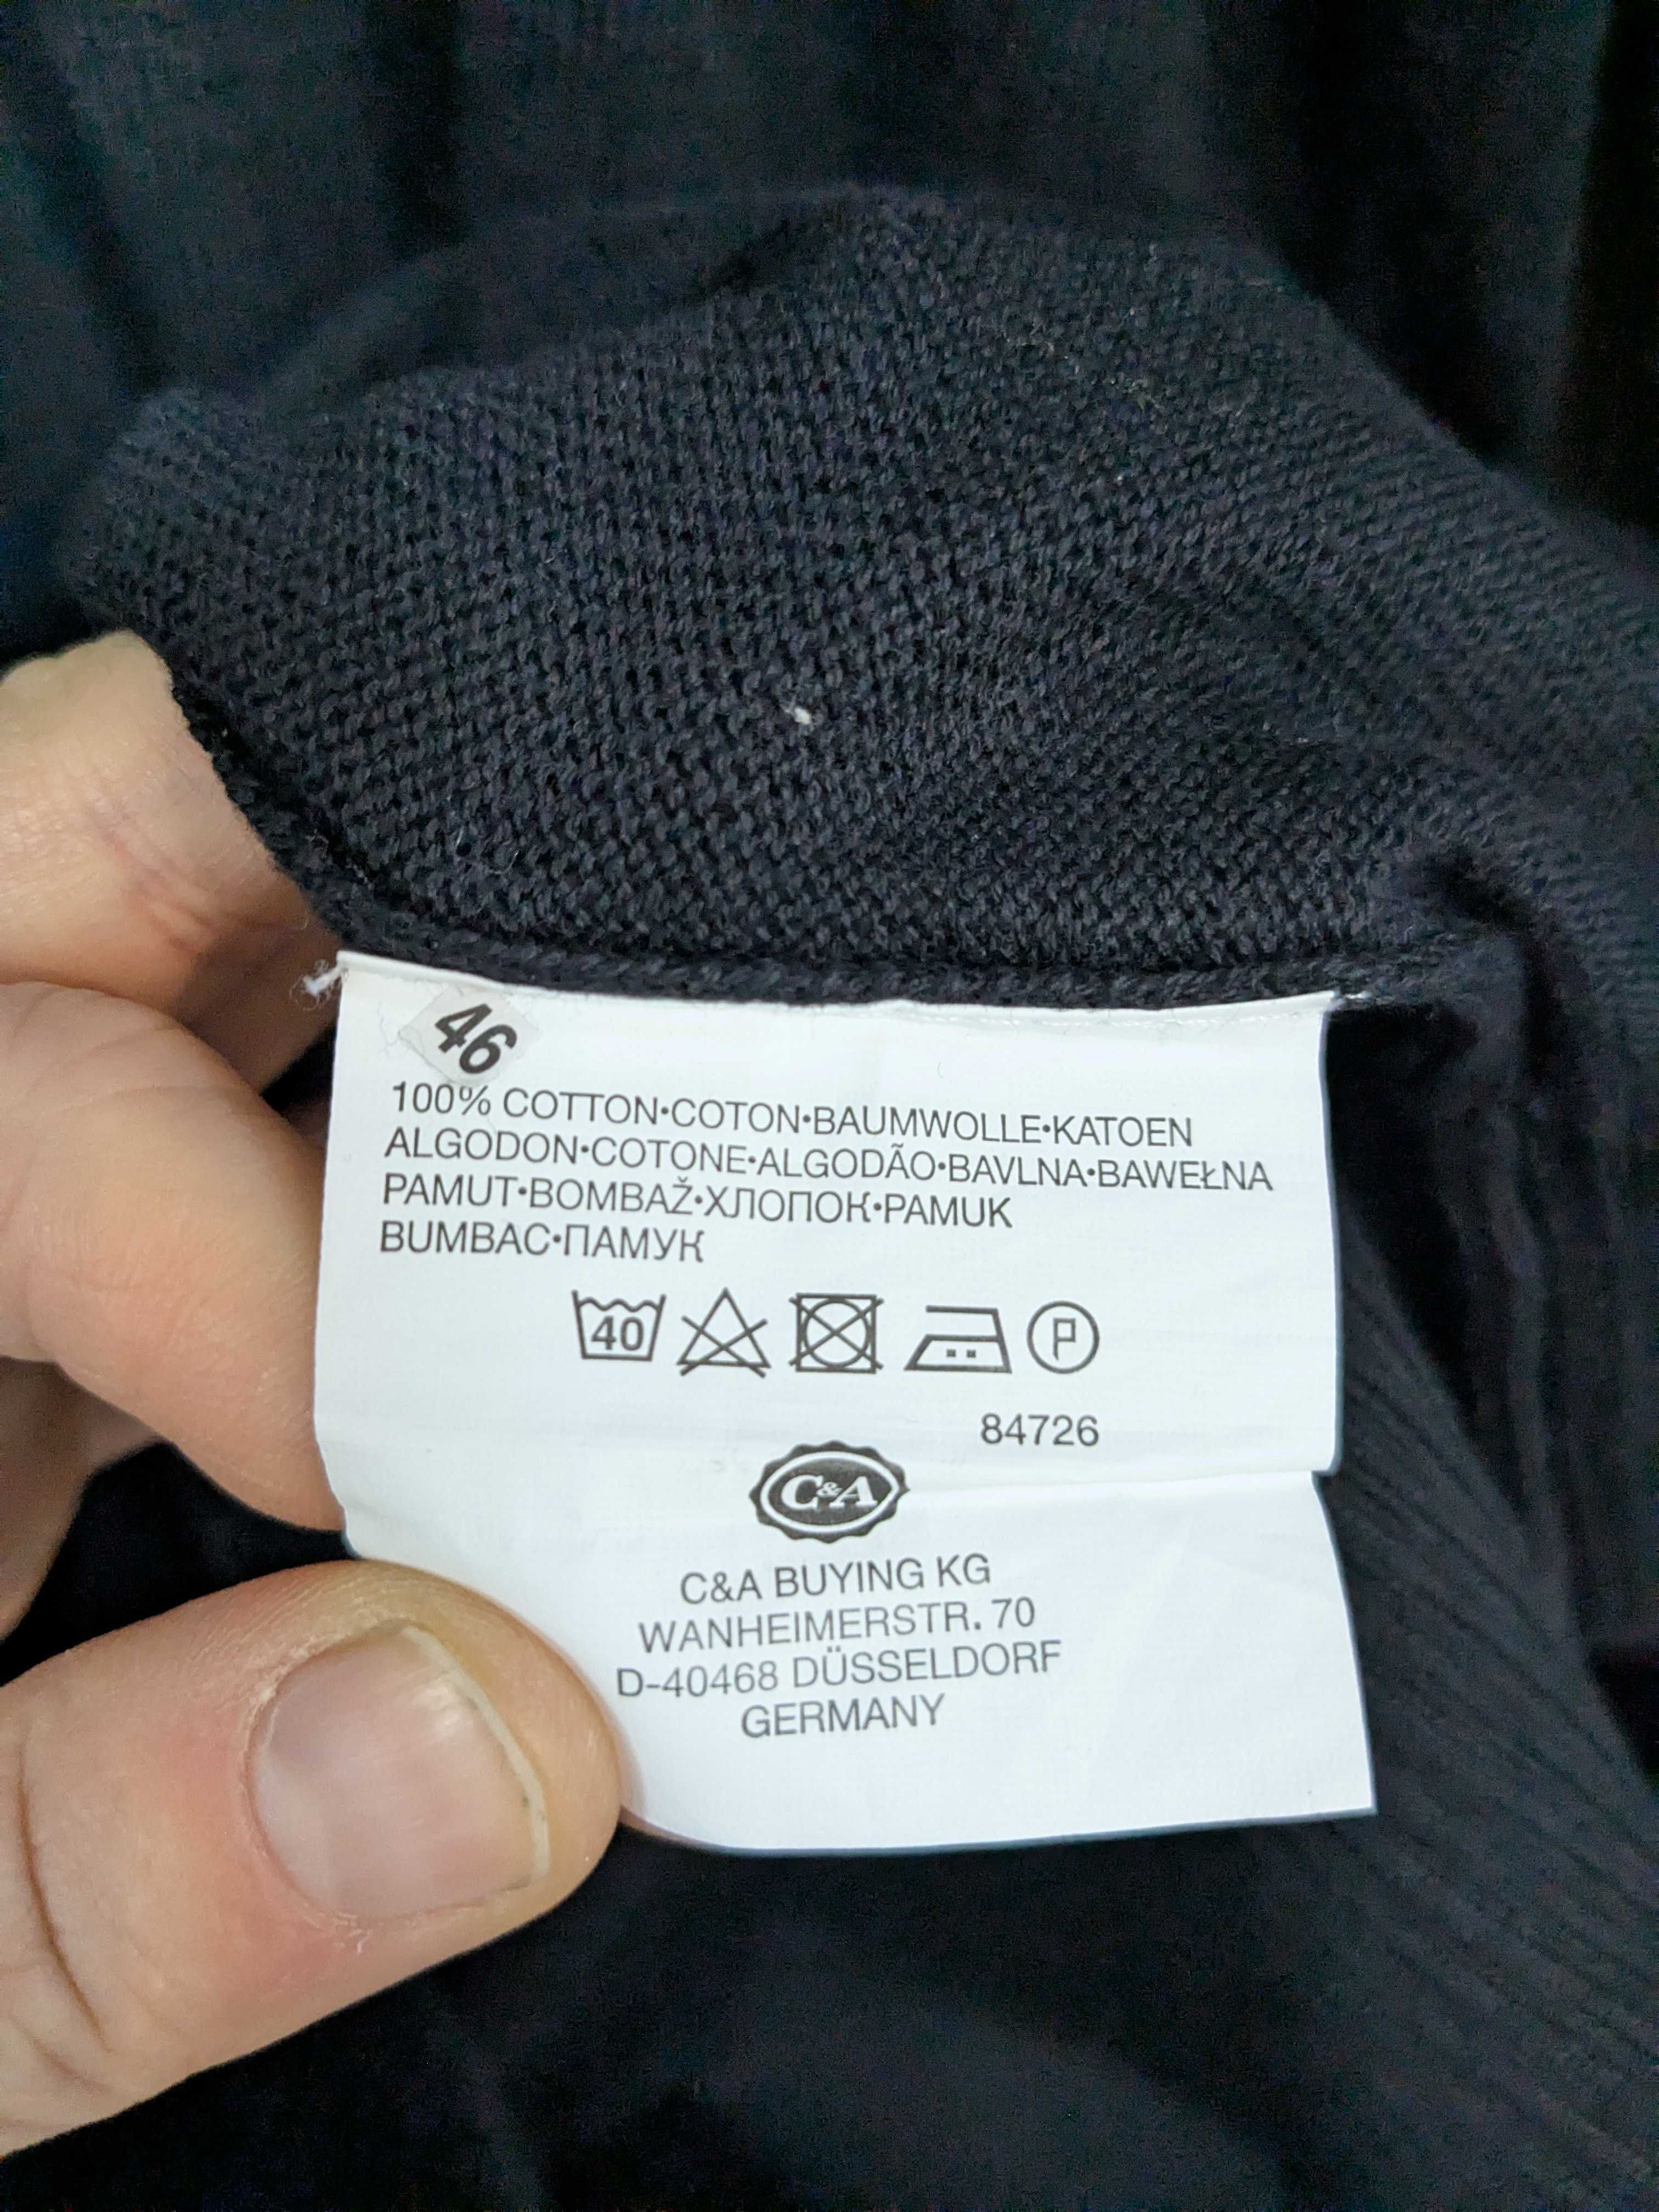 46
100% COTTON•COTON•BAUMWOLLE•KATOEN
ALGODON•COTONE•ALGODÃO•BAVLNA•BAWEŁNA
PAMUT•BOMBAŽ•ХЛОПОК•PAMUK
BUMBAC•ПАМУК
40 P
84726
C&A
C&A BUYING KG
WANHEIMERSTR. 70
D-40468 DÜSSELDORF
GERMANY